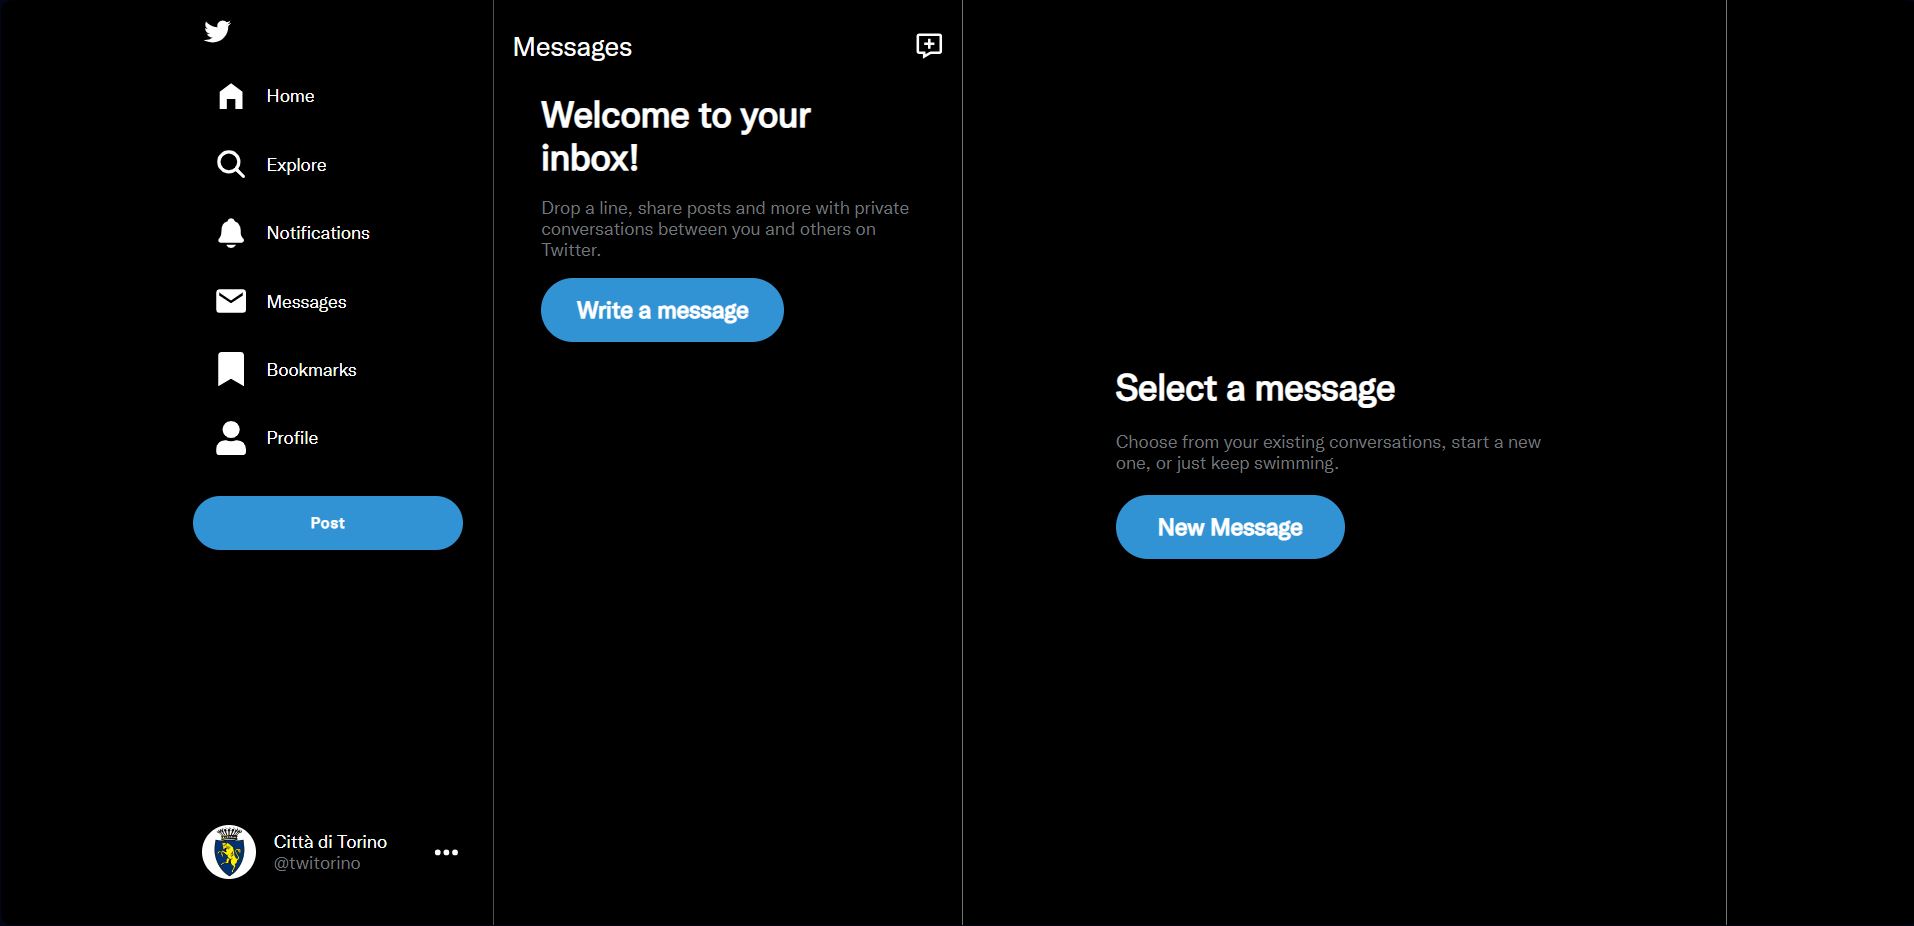 Home
Explore
Notifications
Messages
Bookmarks
Profile
Post
Città di Torino
@twitorino
Messages
Welcome to your
inbox!
Drop a line, share posts and more with private
conversations between you and others on
Twitter.
Write a message
Select a message
Choose from your existing conversations, start a new
one, or just keep swimming.
New Message